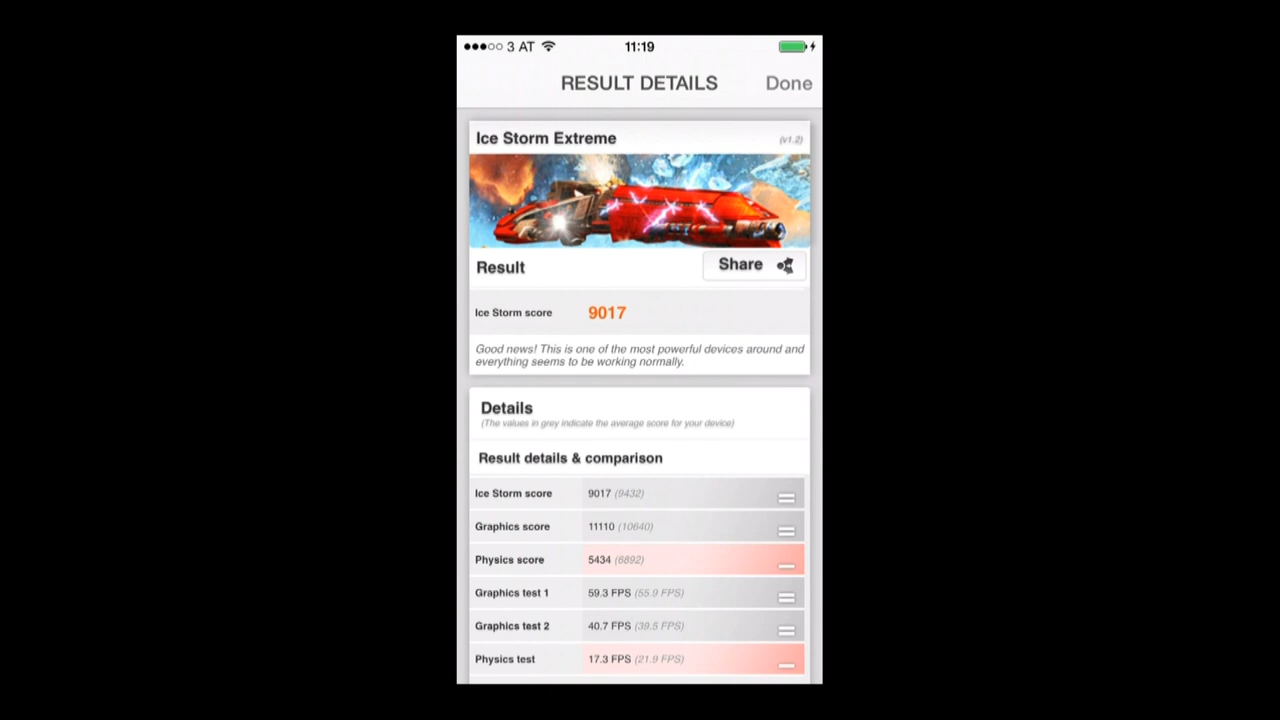 3 AT 11:19
RESULT DETAILS Done
Ice Storm Extreme (v1.2)
Result Share
Ice Storm score 9017
Good news! This is one of the most powerful devices around and
everything seems to be working normally.
Details
(The values in grey indicate the average score for your device)
Result details & comparison
Ice Storm score 9017 (9432)
Graphics score 11110 (10640)
Physics score 5434 (6892)
Graphics test 1 59.3 FPS (55.9 FPS)
Graphics test 2 40.7 FPS (39.5 FPS)
Physics test 17.3 FPS (21.9 FPS)